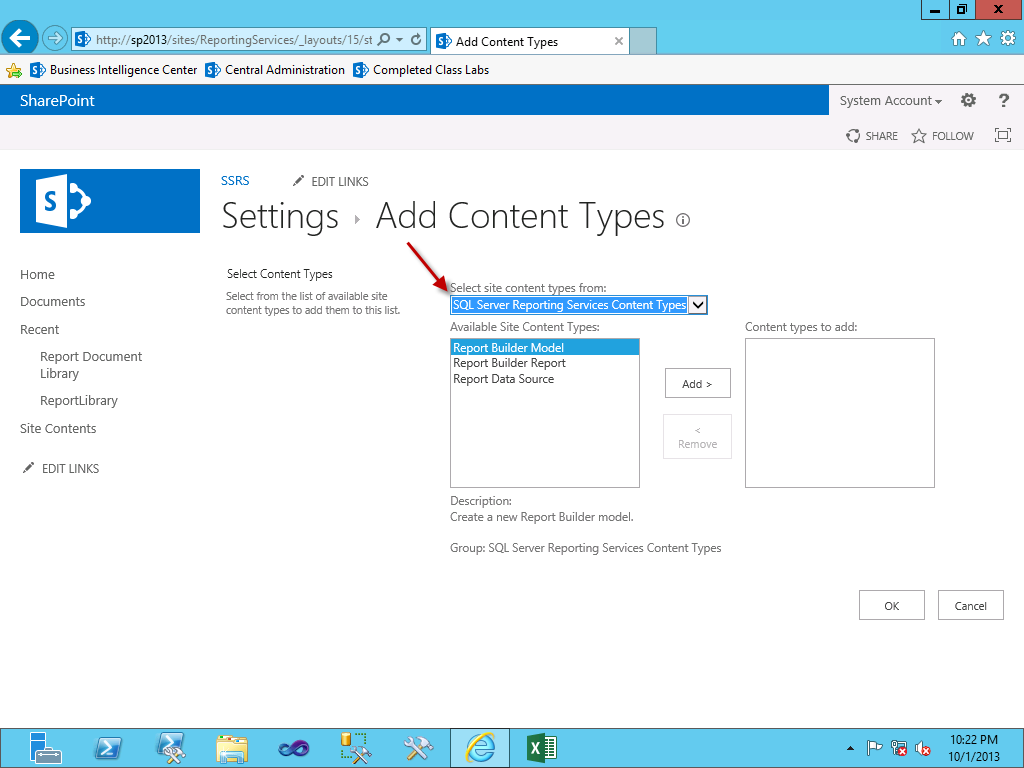 http://sp2013/sites/ReportingServices/_layouts/15/st
Add Content Types
Business Intelligence Center
Central Administration
Completed Class Labs
SharePoint
System Account
?
SHARE
FOLLOW
S
SSRS
EDIT LINKS
Settings
Add Content Types
Home
Documents
Recent
Report Document
Library
ReportLibrary
Site Contents
EDIT LINKS
Select Content Types
Select from the list of available site
content types to add them to this list.
Select site content types from:
SQL Server Reporting Services Content Types
Available Site Content Types:
Report Builder Model
Report Builder Report
Report Data Source
Add >
<
Remove
Content types to add:
Description:
Create a new Report Builder model.
Group: SQL Server Reporting Services Content Types
OK
Cancel
10:22 PM
10/1/2013